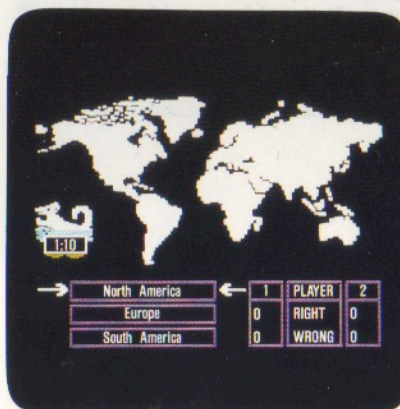 1:10
North America 1 PLAYER 2
Europe 0 RIGHT 0
South America 0 WRONG 0